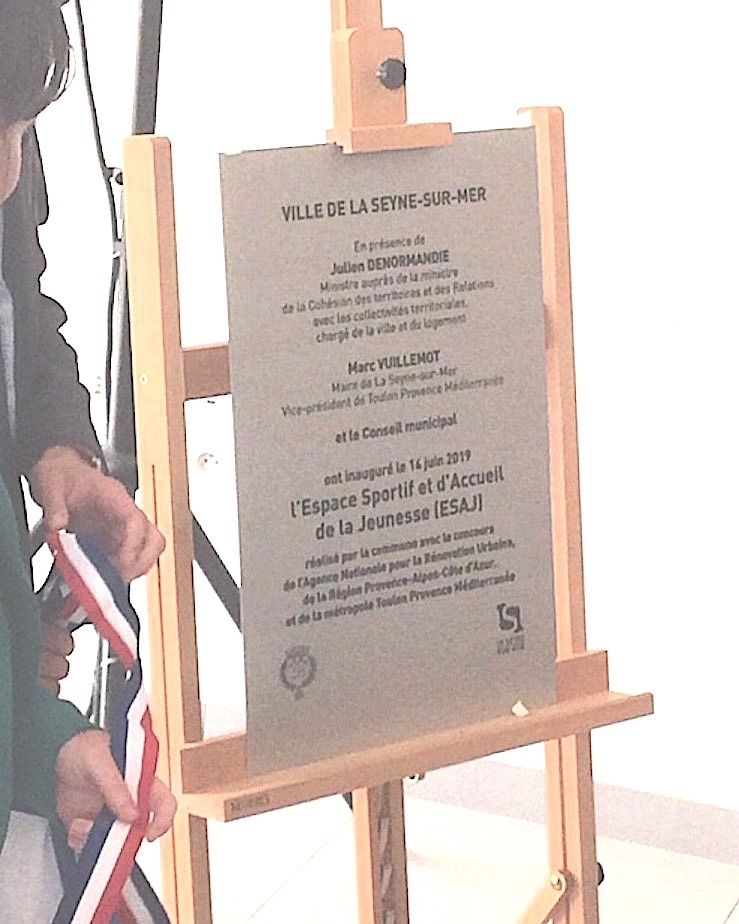 VILLE DE LA SEYNE-SUR-MER
En présence de
Julien DENORMANDIE
Ministre auprès de la ministre
de la Cohésion des territoires et des Relations
avec les collectivités territoriales,
chargé de la ville et du logement
Marc VUILLEMOT
Maire de La Seyne-sur-Mer
Vice-président de Toulon Provence Méditerranée
et le Conseil municipal
ont inauguré le 14 juin 2019
l'Espace Sportif et d'Accueil
de la Jeunesse (ESAJ)
réalisé par la commune avec le concours
de l'Agence Nationale pour la Rénovation Urbaine,
de la Région Provence-Alpes-Côte d'Azur,
et de la métropole Toulon Provence Méditerranée